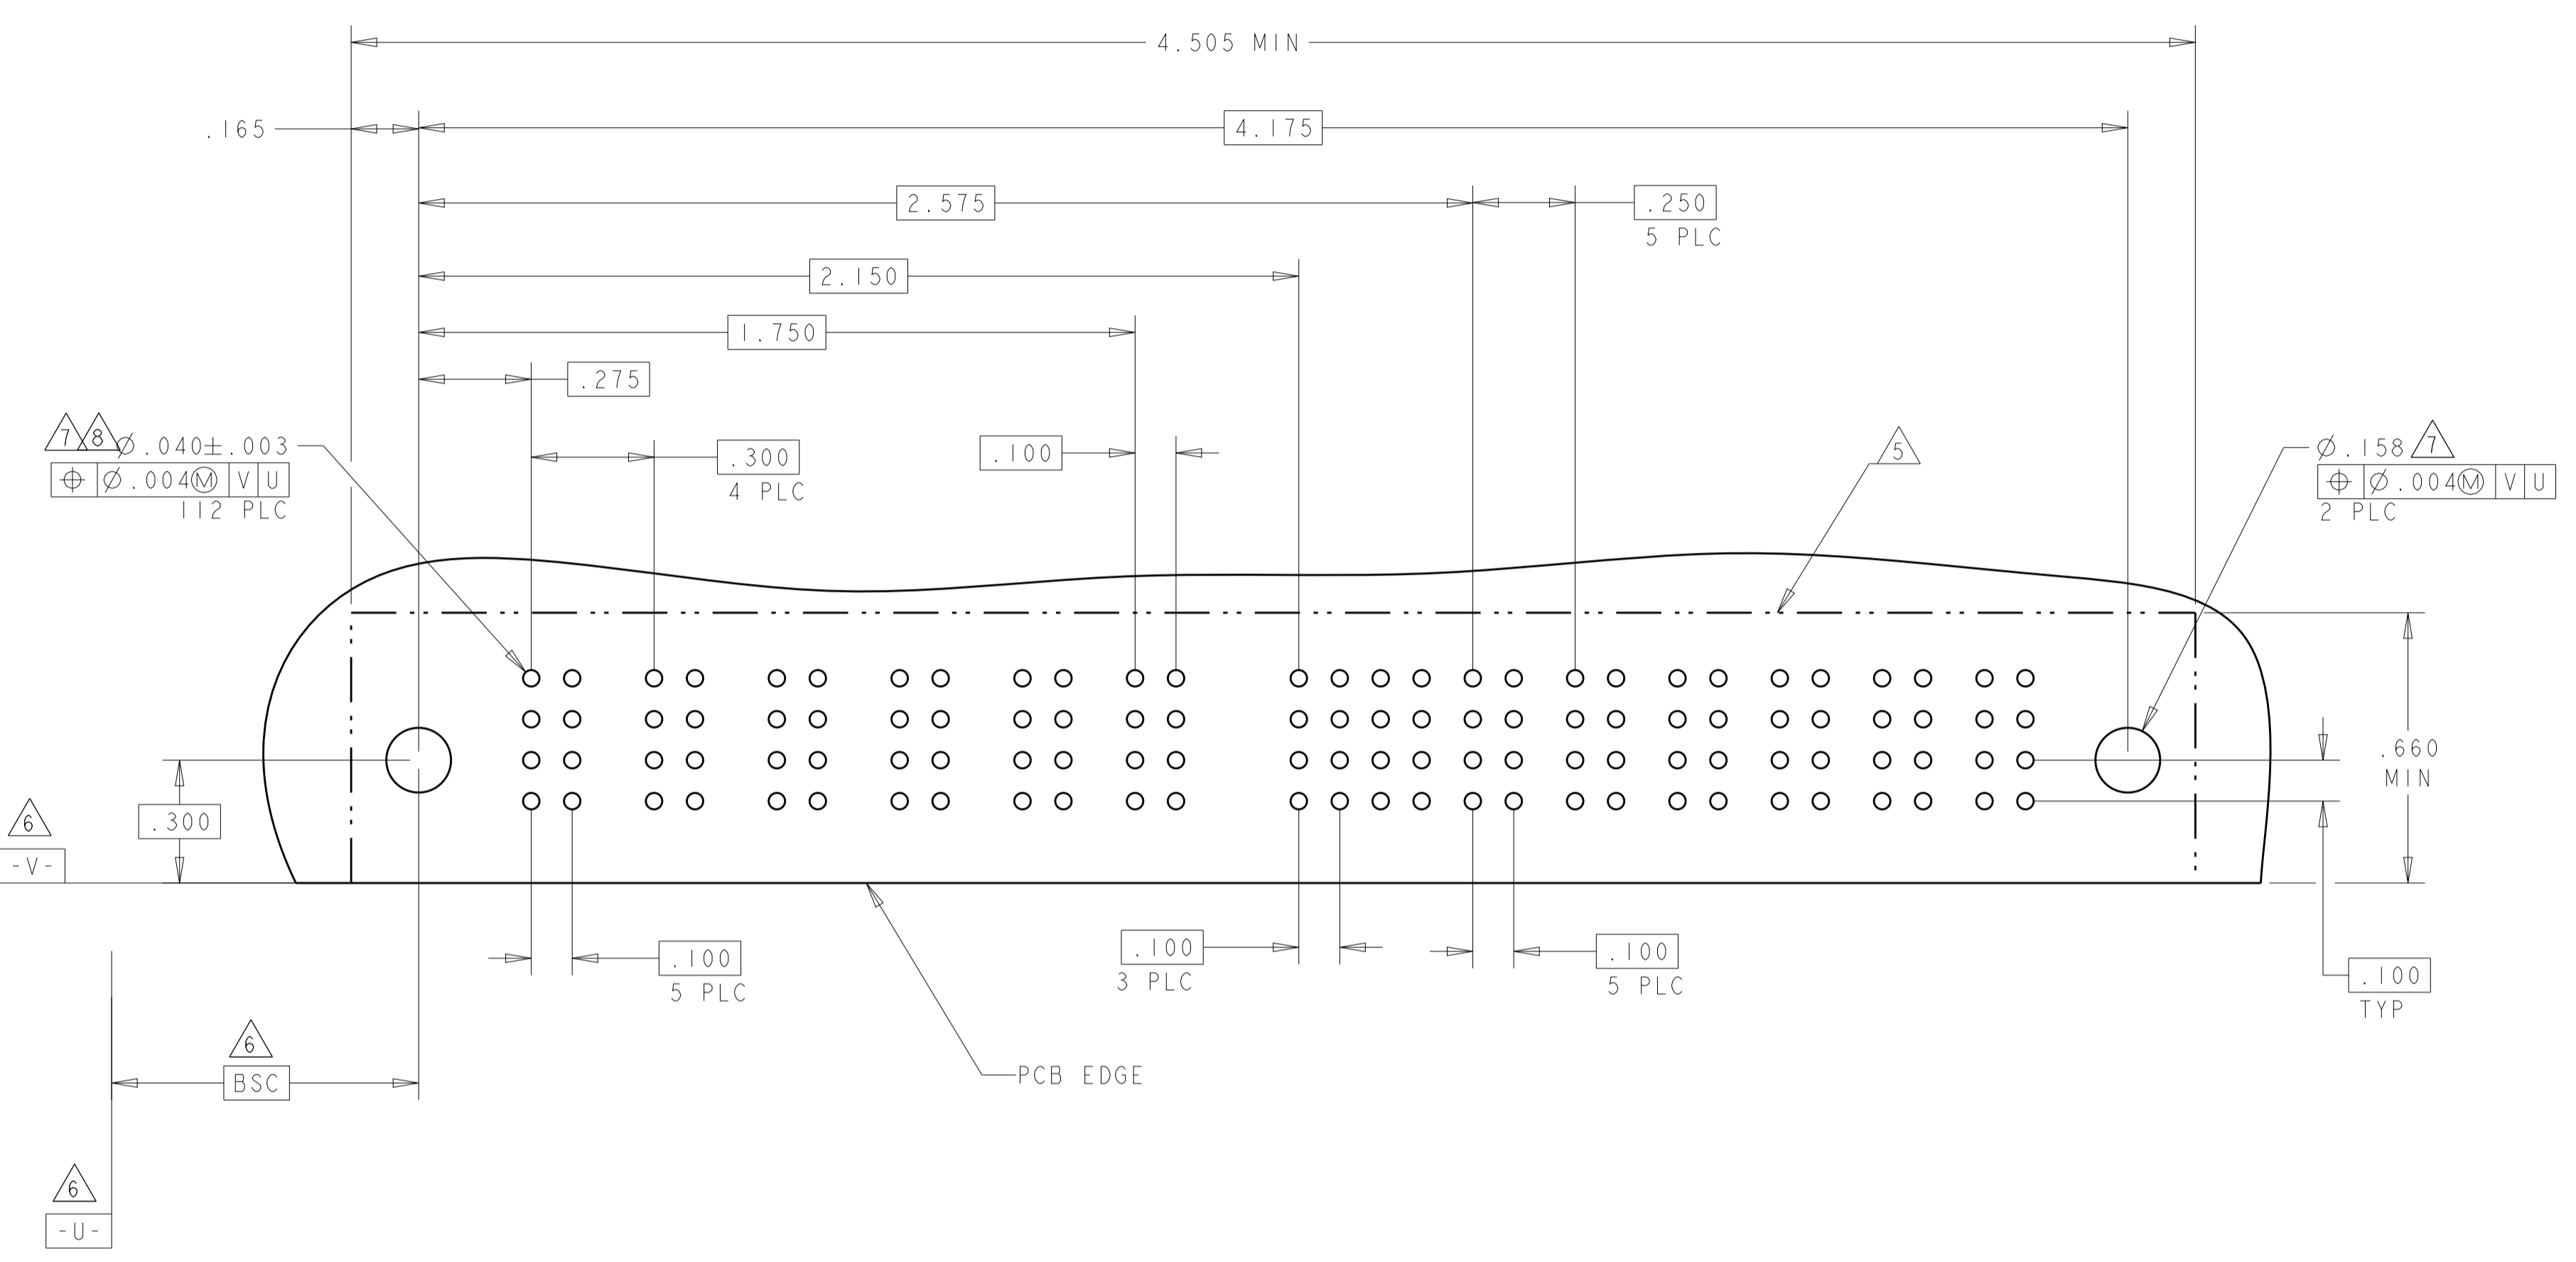 4.505 MIN
.165
4.175
2.575
.250
5 PLC
2.150
1.750
.275
7 8 Ø.040±.003
⌖ Ø.004Ⓜ V U
112 PLC
.300
4 PLC
.100
5
Ø.158 7
⌖ Ø.004Ⓜ V U
2 PLC
.660
MIN
.300
6
-V-
.100
5 PLC
.100
3 PLC
.100
5 PLC
.100
TYP
6
BSC
PCB EDGE
6
-U-